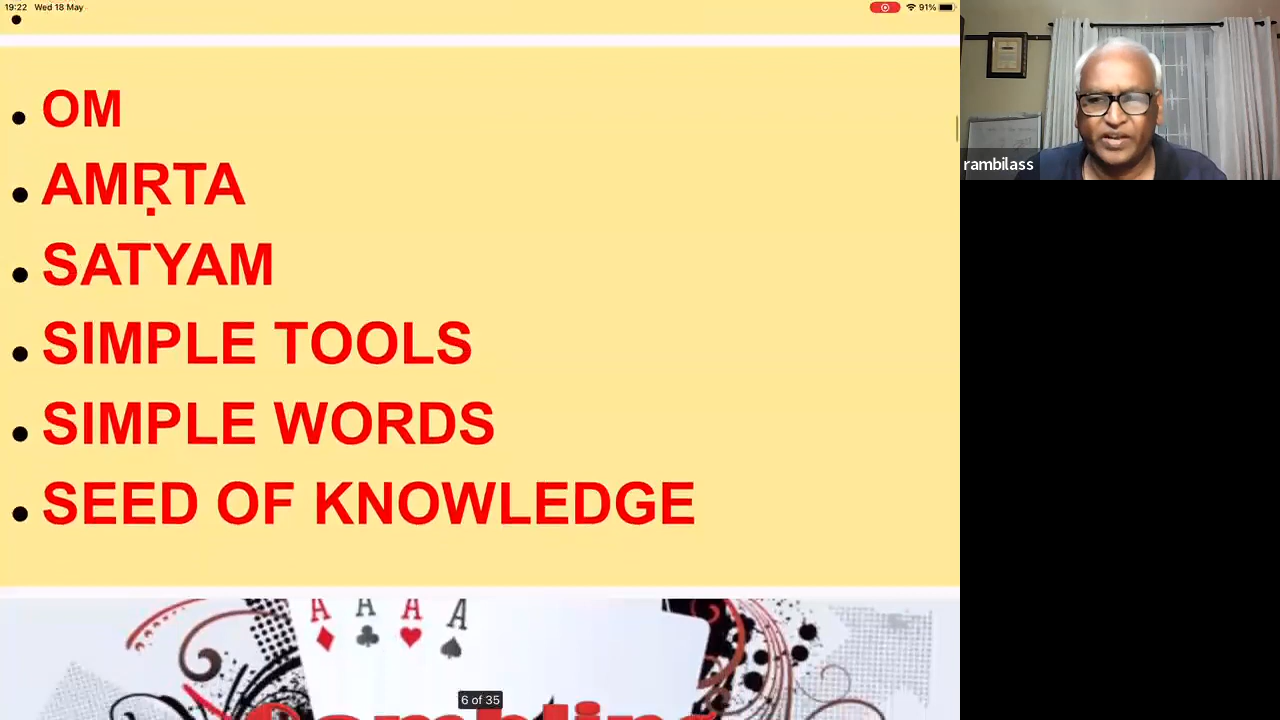 19:22 Wed 18 May
91%
• OM
• AMṚTA
• SATYAM
• SIMPLE TOOLS
• SIMPLE WORDS
• SEED OF KNOWLEDGE
A A A A
6 of 35
rambilass